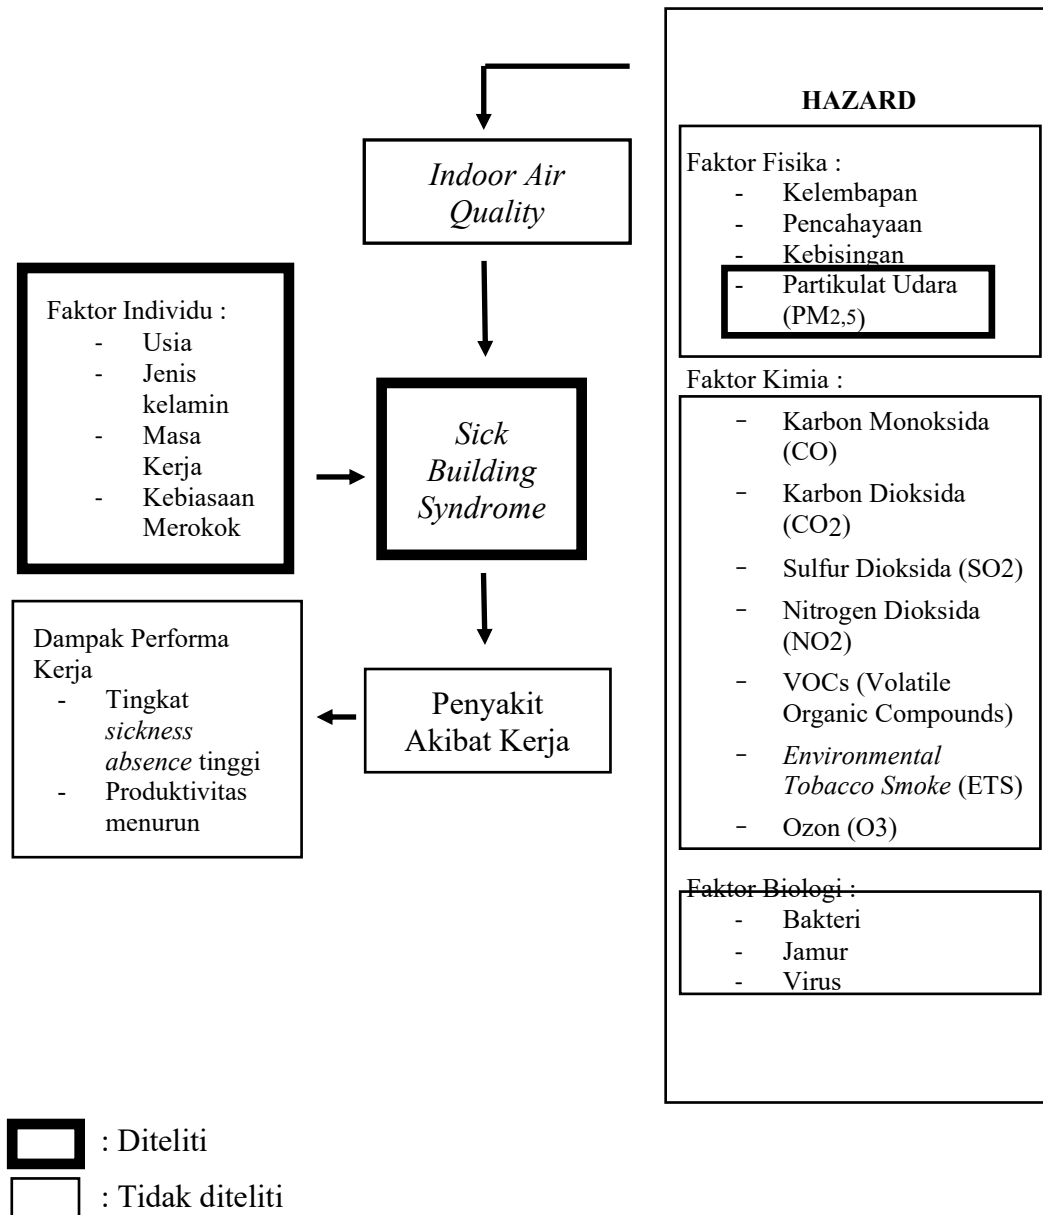 HAZARD
Indoor Air
Quality
Faktor Fisika :
- Kelembapan
- Pencahayaan
- Kebisingan
- Partikulat Udara
(PM2,5)
Faktor Individu :
- Usia
- Jenis
kelamin
- Masa
Kerja
- Kebiasaan
Merokok
Sick
Building
Syndrome
Faktor Kimia :
- Karbon Monoksida
(CO)
- Karbon Dioksida
(CO2)
- Sulfur Dioksida (SO2)
- Nitrogen Dioksida
(NO2)
- VOCs (Volatile
Organic Compounds)
- Environmental
Tobacco Smoke (ETS)
- Ozon (O3)
Dampak Performa
Kerja
- Tingkat
sickness
absence tinggi
- Produktivitas
menurun
Penyakit
Akibat Kerja
Faktor Biologi :
- Bakteri
- Jamur
- Virus
: Diteliti
: Tidak diteliti